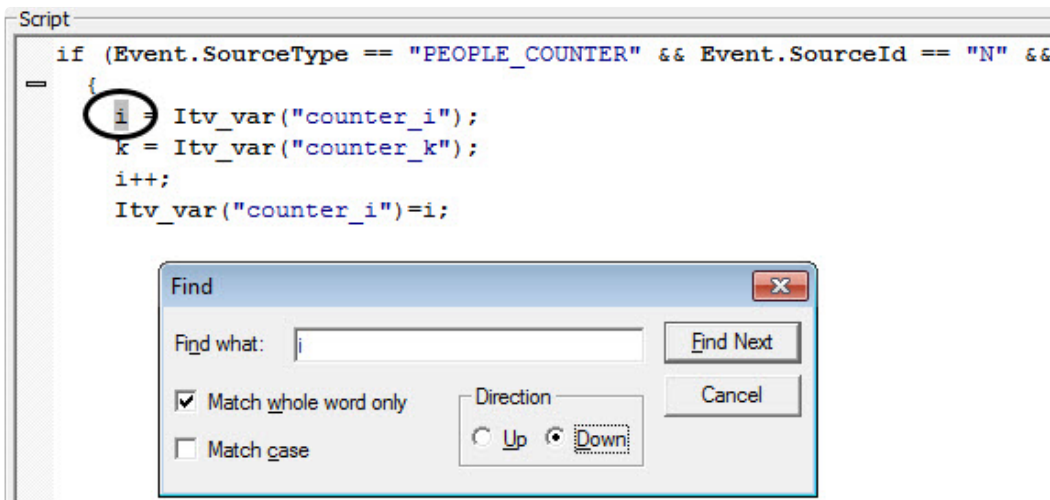 Script
if (Event.SourceType == "PEOPLE_COUNTER" && Event.SourceId == "N" &&
{
i = Itv_var("counter_i");
k = Itv_var("counter_k");
i++;
Itv_var("counter_i")=i;
Find
Find what: i Find Next
Match whole word only Direction Cancel
Match case Up Down